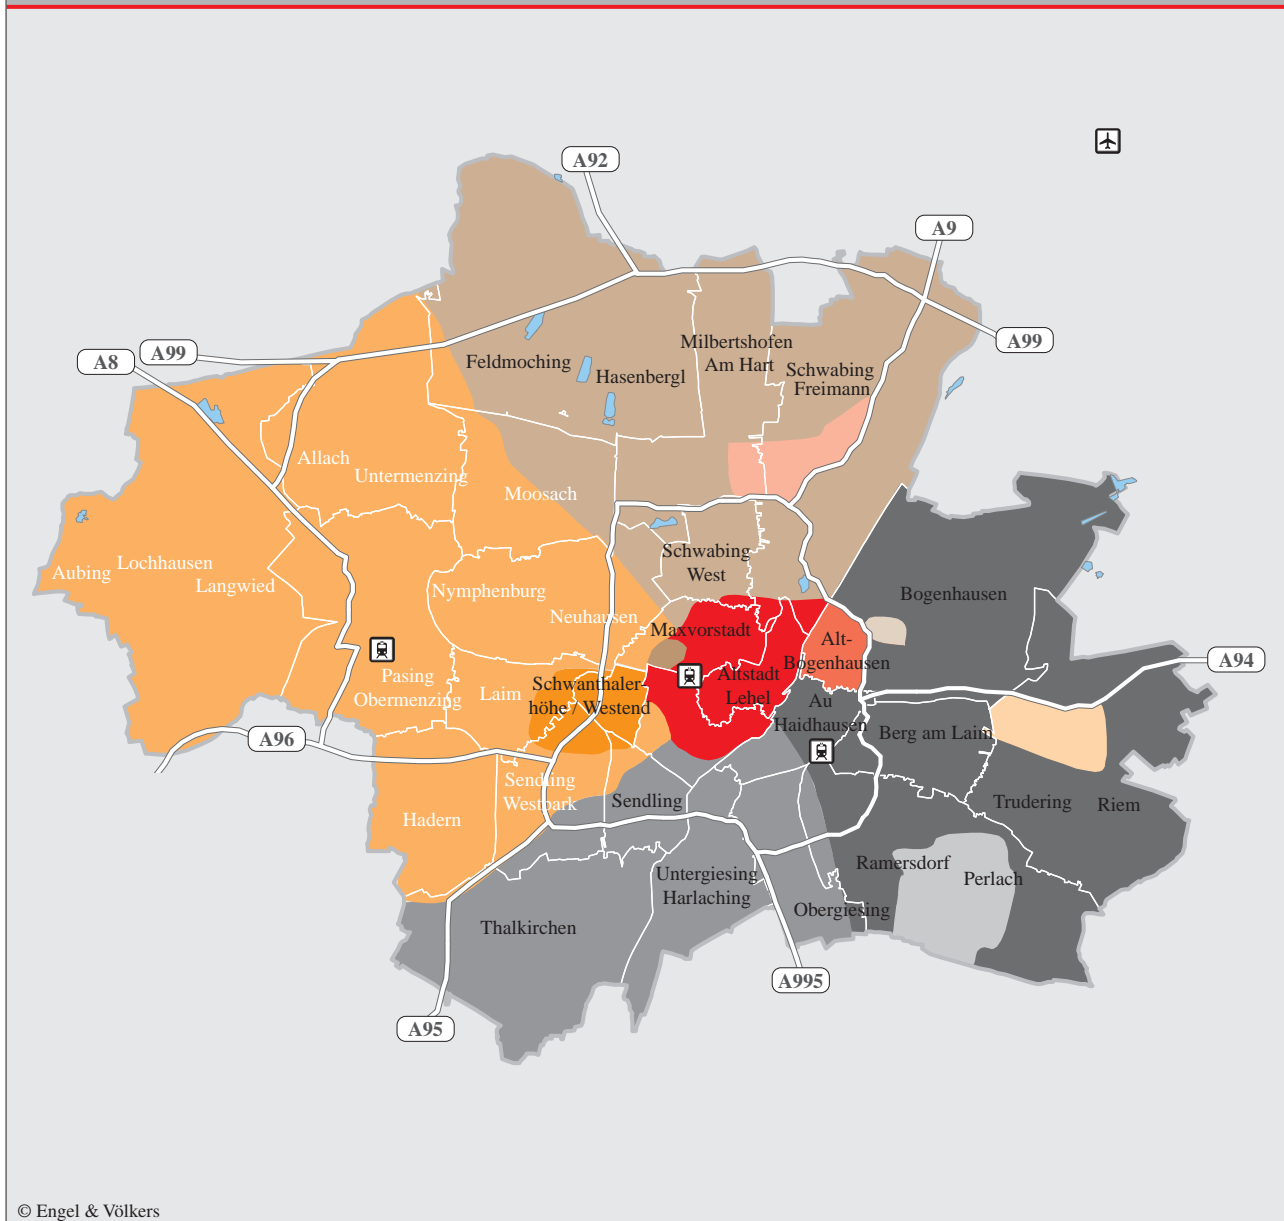 A92
A9
A99
A99
A8
Milbertshofen
Am Hart
Feldmoching
Hasenbergl
Schwabing
Freimann
Allach
Untermenzing
Moosach
Schwabing
West
Lochhausen
Aubing
Langwied
Nymphenburg
Neuhausen
Bogenhausen
Maxvorstadt
Alt-
Bogenhausen
A94
Pasing
Obermenzing
Laim
Schwanthaler-
höhe / Westend
Altstadt
Lehel
Au
Haidhausen
Berg am Laim
A96
Sendling
Westpark
Sendling
Hadern
Trudering
Riem
Ramersdorf
Perlach
Untergiesing
Harlaching
Obergiesing
Thalkirchen
A995
A95
© Engel & Völkers